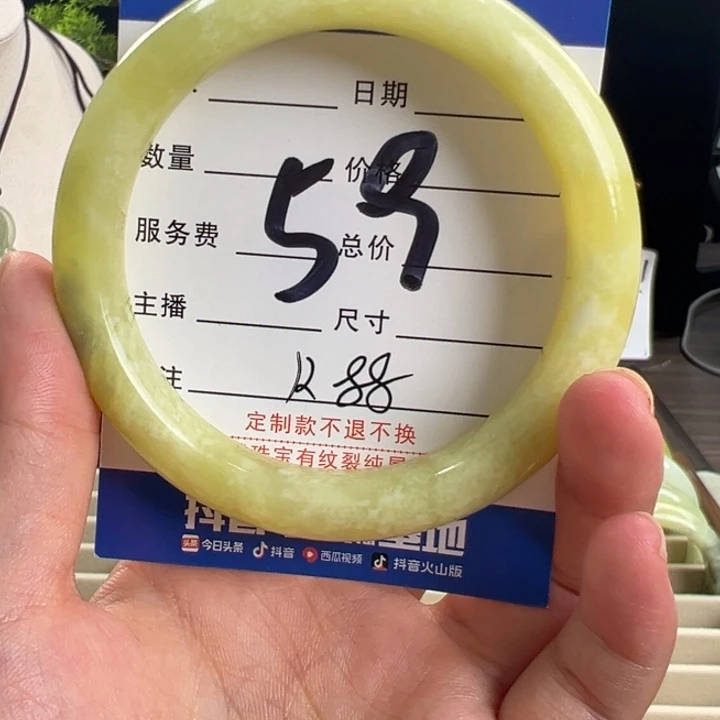 日期
数量 价格
59
服务费 总价
主播 尺寸
注 R 88
定制款不退不换
珠宝有纹裂纯属
今日头条 抖音 西瓜视频 抖音火山版